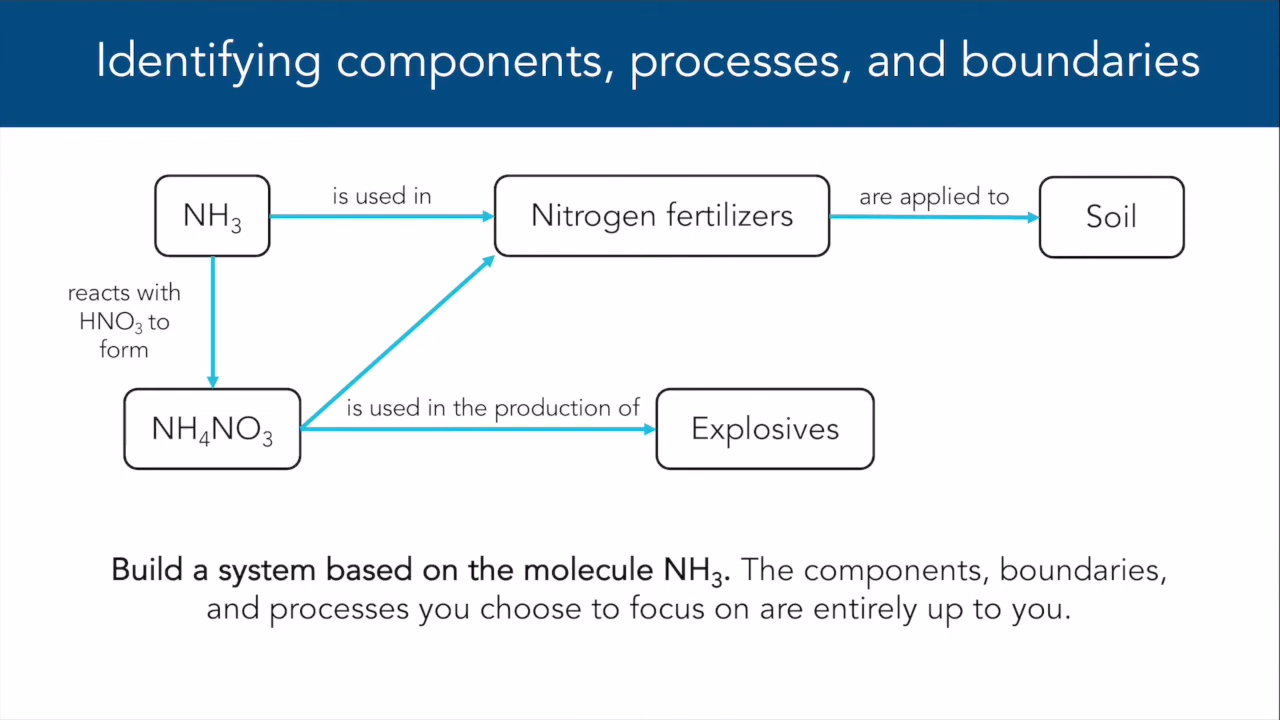 Identifying components, processes, and boundaries
NH₃
is used in
Nitrogen fertilizers
are applied to
Soil
reacts with
HNO₃ to
form
NH₄NO₃
is used in the production of
Explosives
Build a system based on the molecule NH₃. The components, boundaries,
and processes you choose to focus on are entirely up to you.